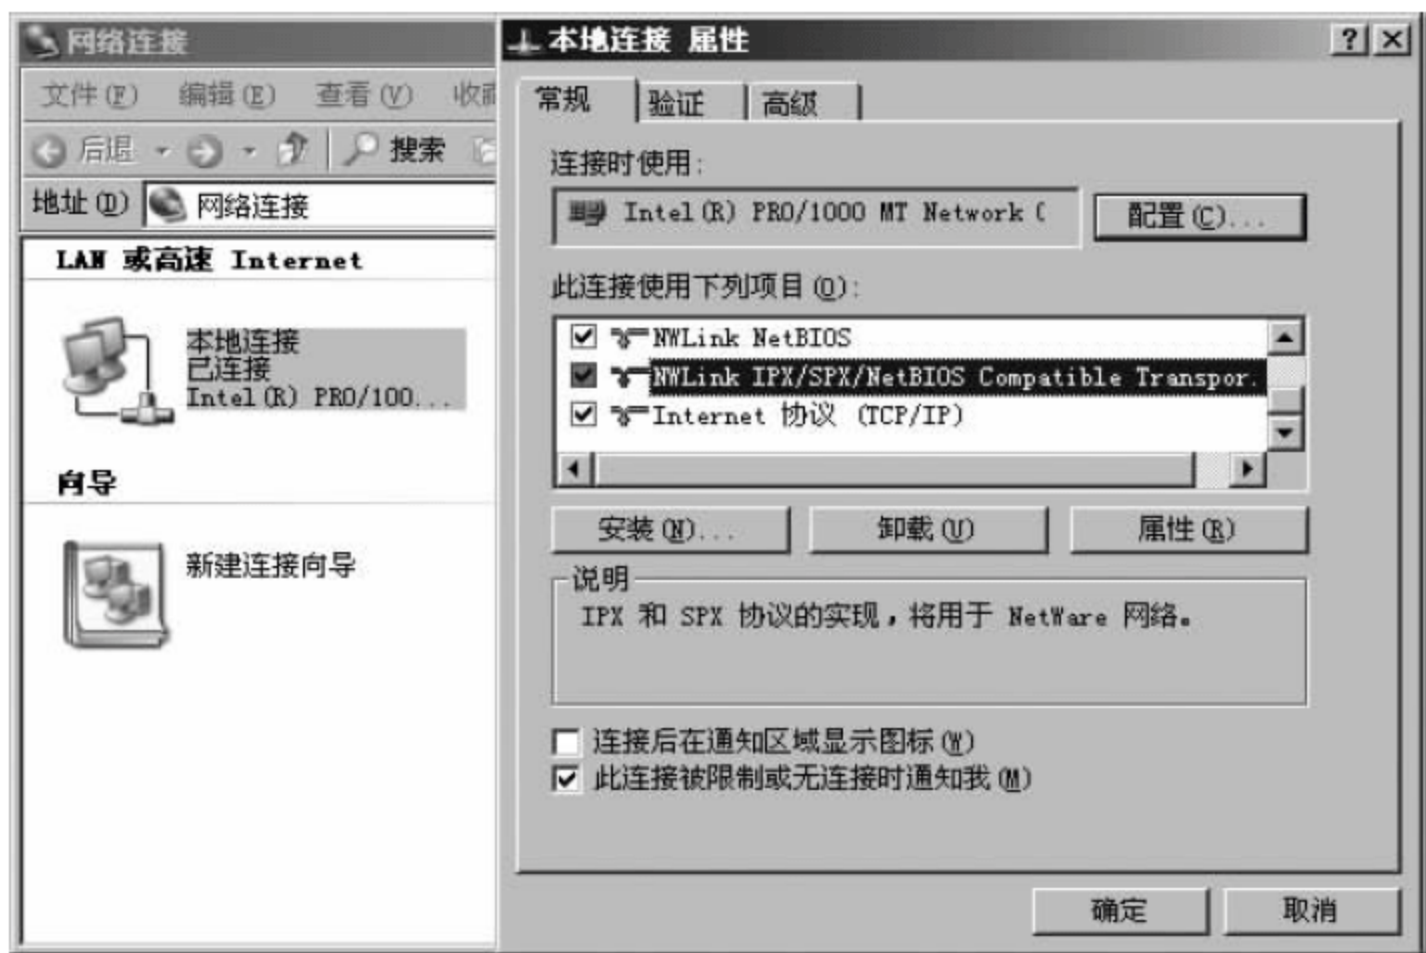 网络连接
文件(F) 编辑(E) 查看(V)
后退 搜索
地址(D) 网络连接
LAN 或高速 Internet
本地连接
已连接
Intel(R) PRO/100...
向导
新建连接向导
本地连接 属性
常规 验证 高级
连接时使用:
Intel(R) PRO/1000 MT Network C
配置(C)...
此连接使用下列项目(O):
NWLink NetBIOS
NWLink IPX/SPX/NetBIOS Compatible Transpor.
Internet 协议 (TCP/IP)
安装(N)... 卸载(U) 属性(R)
说明
IPX 和 SPX 协议的实现，将用于 NetWare 网络。
连接后在通知区域显示图标(W)
此连接被限制或无连接时通知我(M)
确定 取消